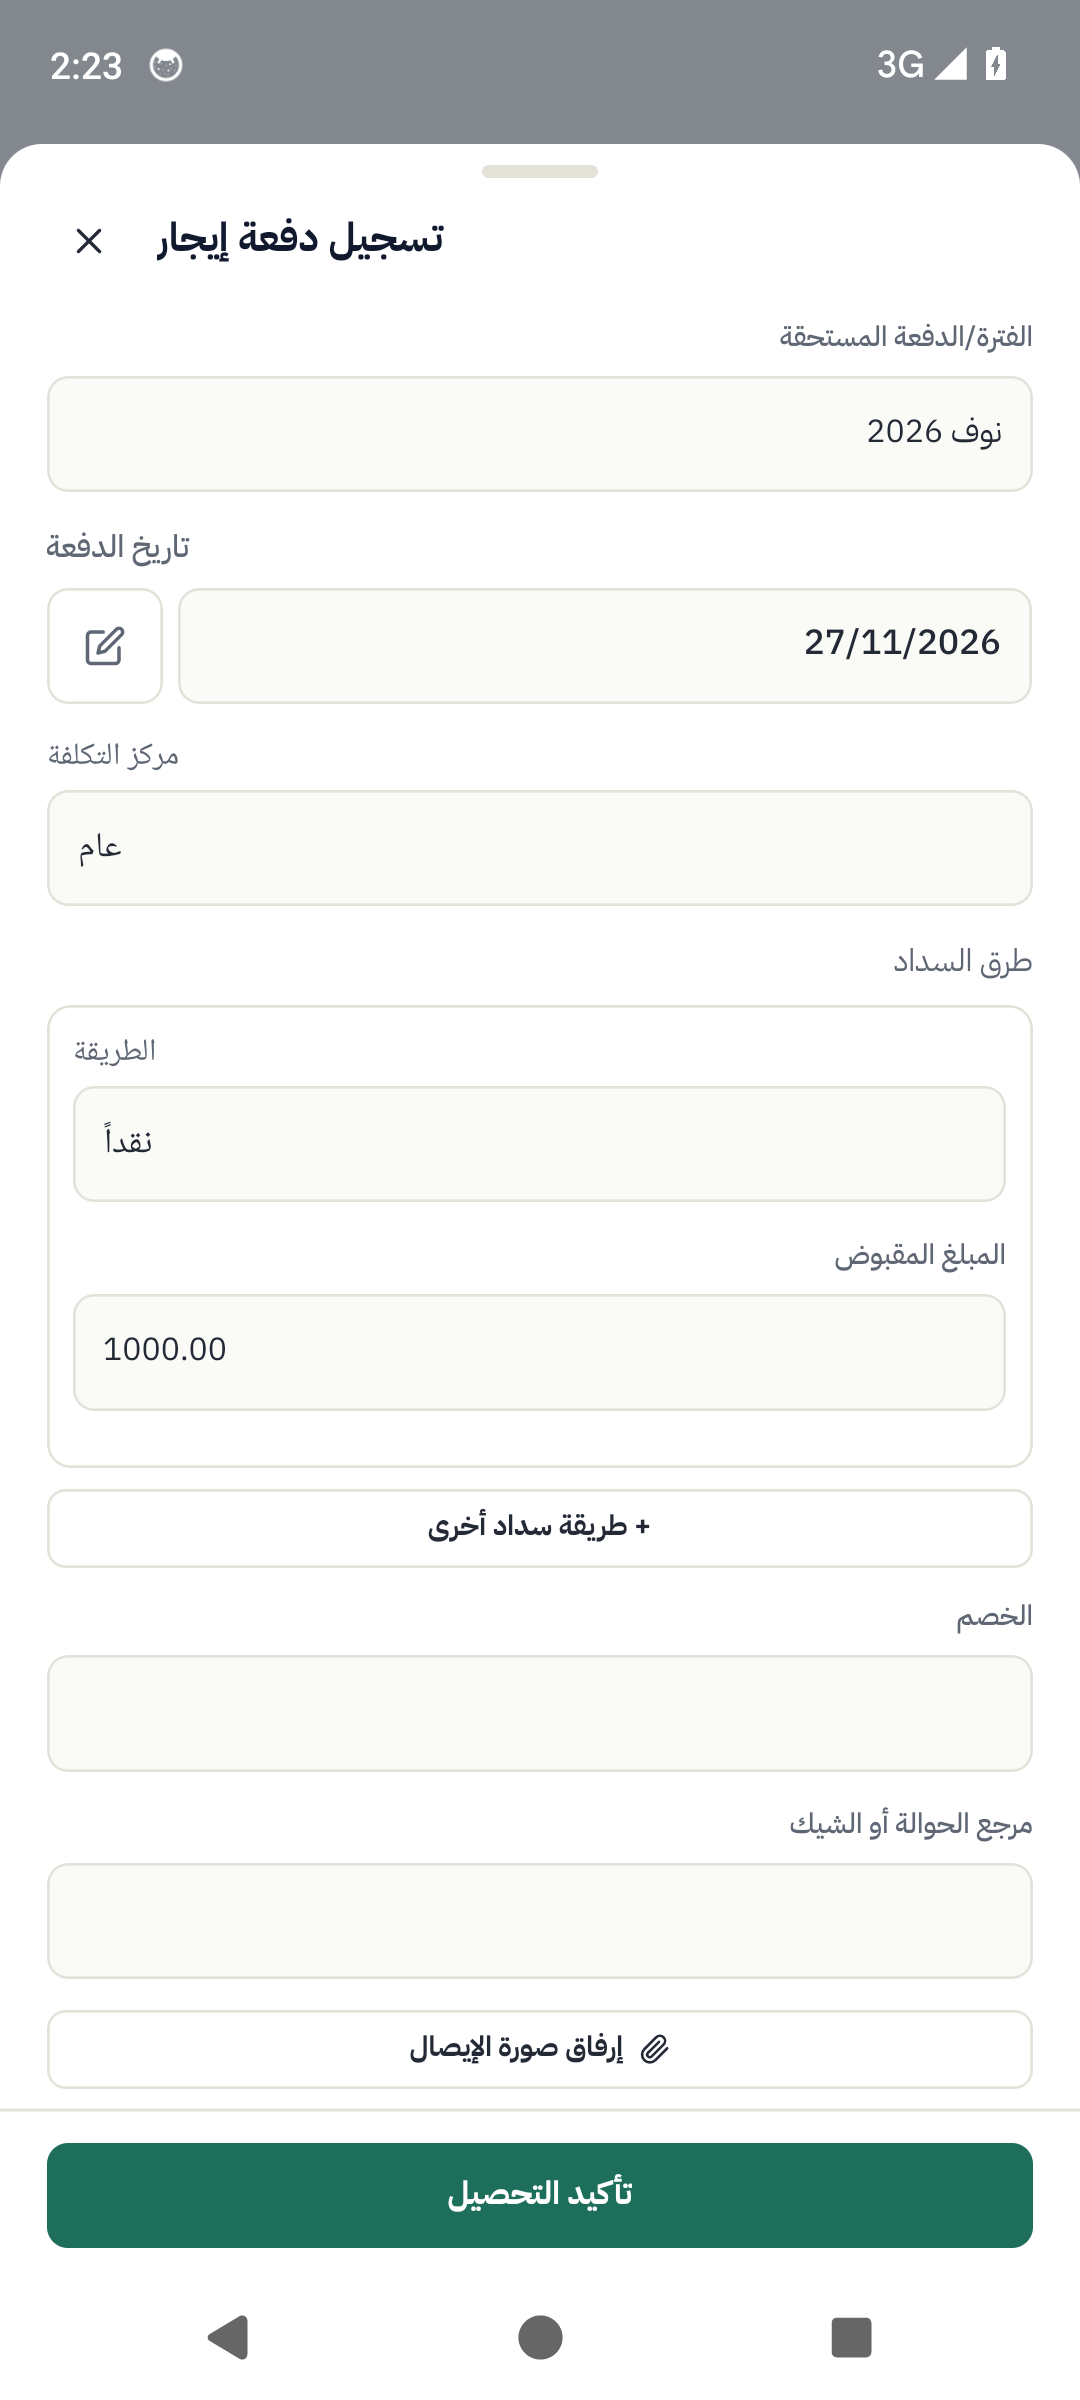 2:23
3G
تسجيل دفعة إيجار
الفترة/الدفعة المستحقة
نوف 2026
تاريخ الدفعة
27/11/2026
مركز التكلفة
عام
طرق السداد
الطريقة
نقداً
المبلغ المقبوض
1000.00
+ طريقة سداد أخرى
الخصم
مرجع الحوالة أو الشيك
إرفاق صورة الإيصال
تأكيد التحصيل